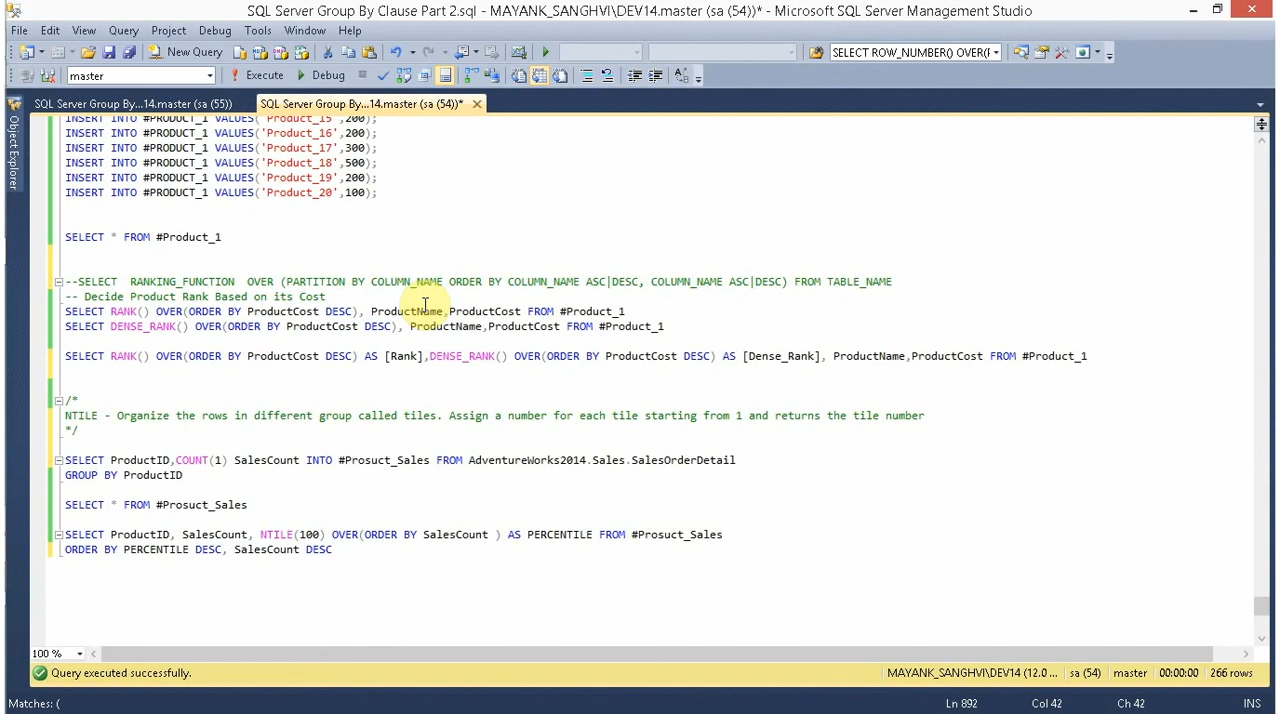 SQL Server Group By Clause Part 2.sql - MAYANK_SANGHVI\DEV14.master (sa (54))* - Microsoft SQL Server Management Studio
File Edit View Query Project Debug Tools Window Help
New Query SELECT ROW_NUMBER() OVER(F
master Execute Debug
SQL Server Group By...14.master (sa (55)) SQL Server Group By...14.master (sa (54))*
Object Explorer
INSERT INTO #PRODUCT_1 VALUES('Product_15',200);
INSERT INTO #PRODUCT_1 VALUES('Product_16',200);
INSERT INTO #PRODUCT_1 VALUES('Product_17',300);
INSERT INTO #PRODUCT_1 VALUES('Product_18',500);
INSERT INTO #PRODUCT_1 VALUES('Product_19',200);
INSERT INTO #PRODUCT_1 VALUES('Product_20',100);
SELECT * FROM #Product_1
--SELECT RANKING_FUNCTION OVER (PARTITION BY COLUMN_NAME ORDER BY COLUMN_NAME ASC|DESC, COLUMN_NAME ASC|DESC) FROM TABLE_NAME
-- Decide Product Rank Based on its Cost
SELECT RANK() OVER(ORDER BY ProductCost DESC), ProductName,ProductCost FROM #Product_1
SELECT DENSE_RANK() OVER(ORDER BY ProductCost DESC), ProductName,ProductCost FROM #Product_1
SELECT RANK() OVER(ORDER BY ProductCost DESC) AS [Rank],DENSE_RANK() OVER(ORDER BY ProductCost DESC) AS [Dense_Rank], ProductName,ProductCost FROM #Product_1
/*
NTILE - Organize the rows in different group called tiles. Assign a number for each tile starting from 1 and returns the tile number
*/
SELECT ProductID,COUNT(1) SalesCount INTO #Prosuct_Sales FROM AdventureWorks2014.Sales.SalesOrderDetail
GROUP BY ProductID
SELECT * FROM #Prosuct_Sales
SELECT ProductID, SalesCount, NTILE(100) OVER(ORDER BY SalesCount ) AS PERCENTILE FROM #Prosuct_Sales
ORDER BY PERCENTILE DESC, SalesCount DESC
100 %
Query executed successfully. MAYANK_SANGHVI\DEV14 (12.0 ... sa (54) master 00:00:00 266 rows
Matches: ( Ln 892 Col 42 Ch 42 INS